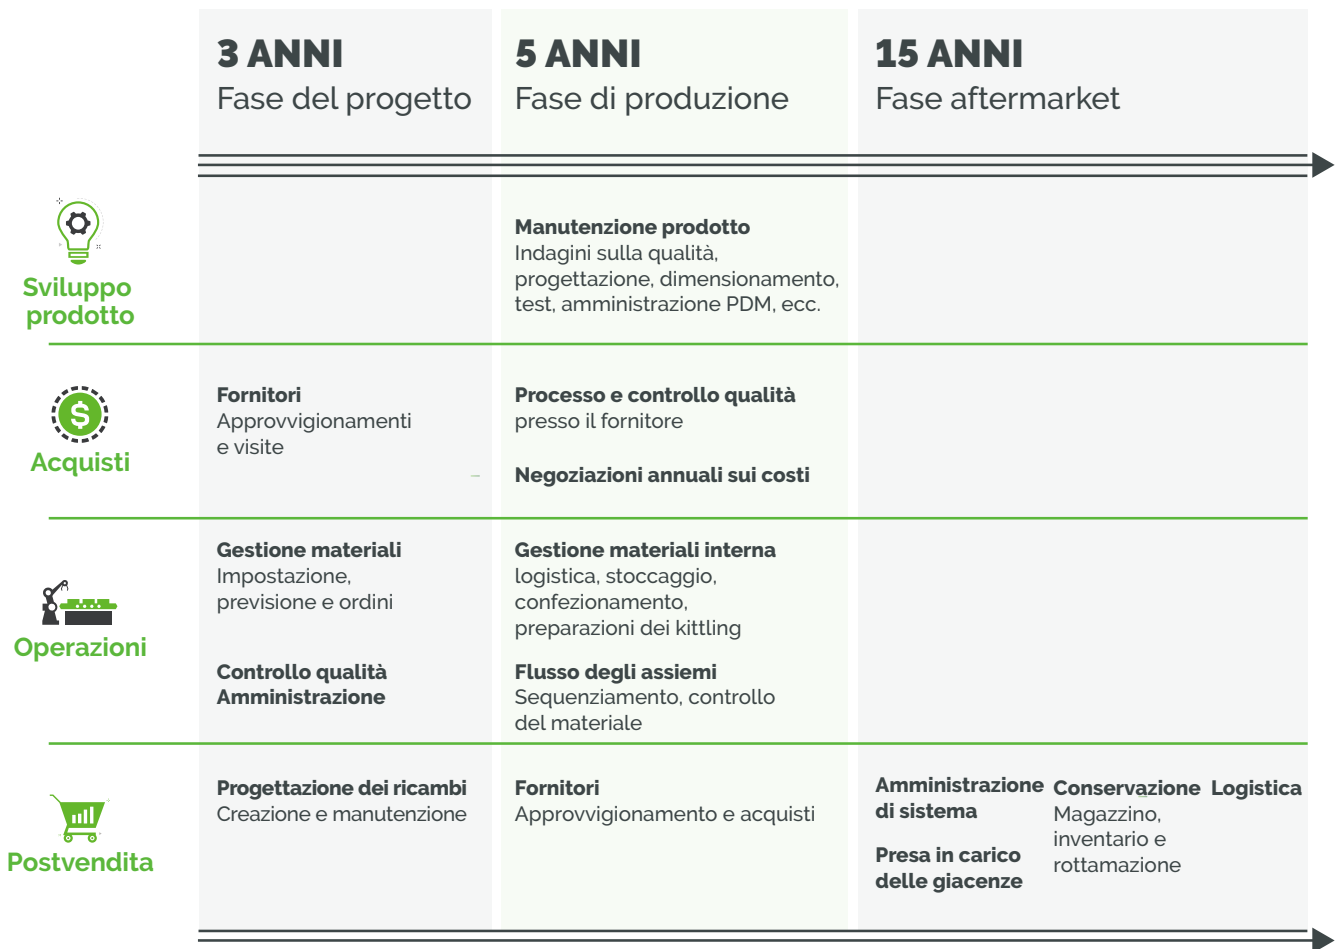 3 ANNI
Fase del progetto
5 ANNI
Fase di produzione
15 ANNI
Fase aftermarket
Sviluppo
prodotto
Manutenzione prodotto
Indagini sulla qualità,
progettazione, dimensionamento,
test, amministrazione PDM, ecc.
Acquisti
Fornitori
Approvvigionamenti
e visite
Processo e controllo qualità
presso il fornitore
Negoziazioni annuali sui costi
Operazioni
Gestione materiali
Impostazione,
previsione e ordini
Controllo qualità
Amministrazione
Gestione materiali interna
logistica, stoccaggio,
confezionamento,
preparazioni dei kittling
Flusso degli assiemi
Sequenziamento, controllo
del materiale
Postvendita
Progettazione dei ricambi
Creazione e manutenzione
Fornitori
Approvvigionamento e acquisti
Amministrazione
di sistema
Presa in carico
delle giacenze
Conservazione
Magazzino,
inventario e
rottamazione
Logistica